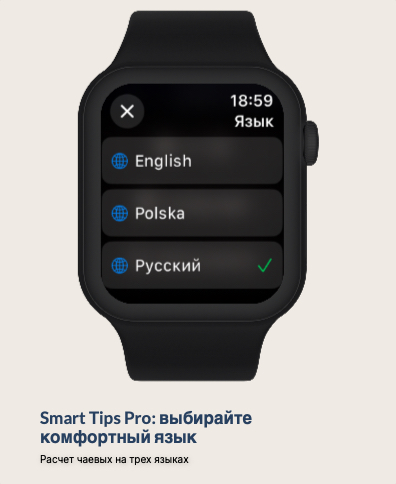 18:59
Язык
English
Polska
Русский
Smart Tips Pro: выбирайте
комфортный язык
Расчет чаевых на трех языках